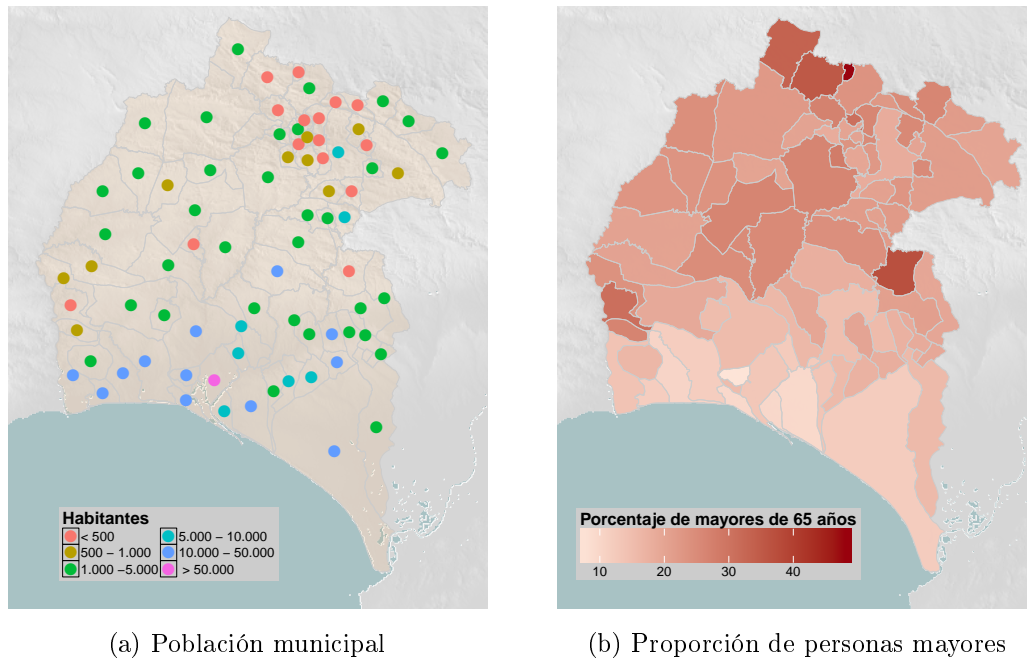 Habitantes
< 500
500 – 1.000
1.000 –5.000
5.000 – 10.000
10.000 – 50.000
> 50.000
Porcentaje de mayores de 65 años
10 20 30 40
(a) Población municipal
(b) Proporción de personas mayores